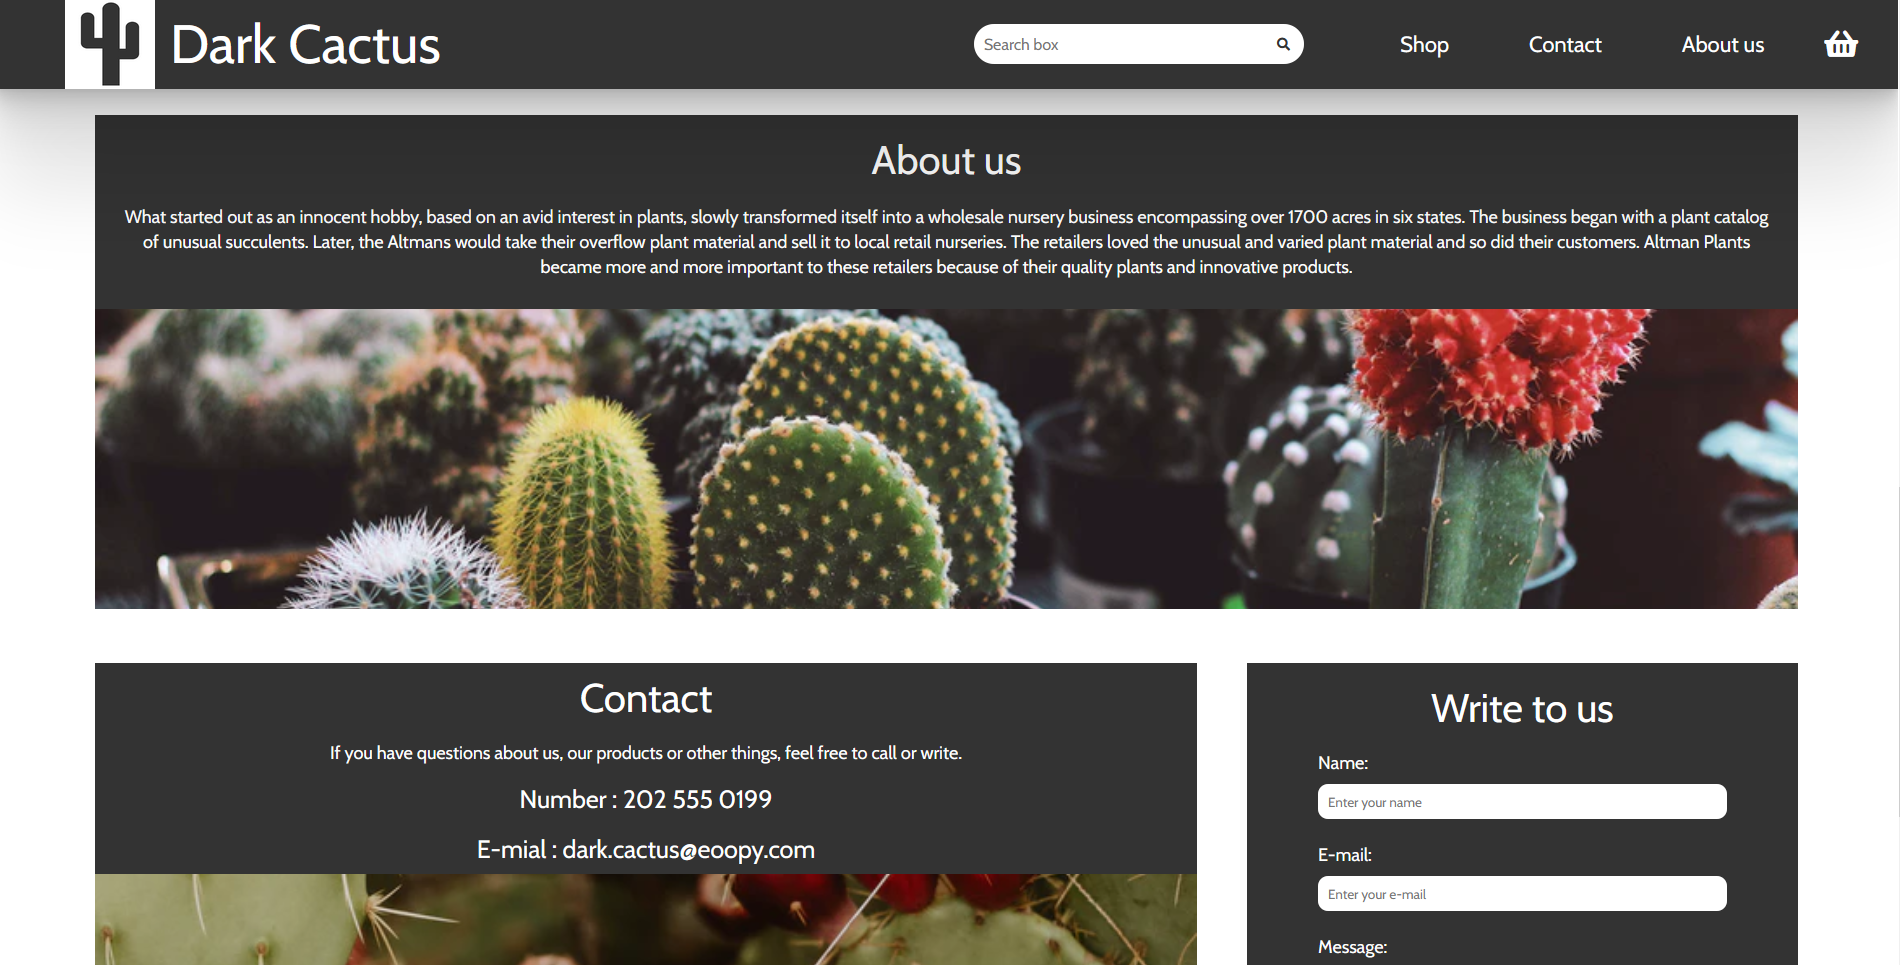 Dark Cactus
Search box
Shop
Contact
About us
About us
What started out as an innocent hobby, based on an avid interest in plants, slowly transformed itself into a wholesale nursery business encompassing over 1700 acres in six states. The business began with a plant catalog
of unusual succulents. Later, the Altmans would take their overflow plant material and sell it to local retail nurseries. The retailers loved the unusual and varied plant material and so did their customers. Altman Plants
became more and more important to these retailers because of their quality plants and innovative products.
Contact
If you have questions about us, our products or other things, feel free to call or write.
Number : 202 555 0199
E-mial : dark.cactus@eoopy.com
Write to us
Name:
Enter your name
E-mail:
Enter your e-mail
Message: